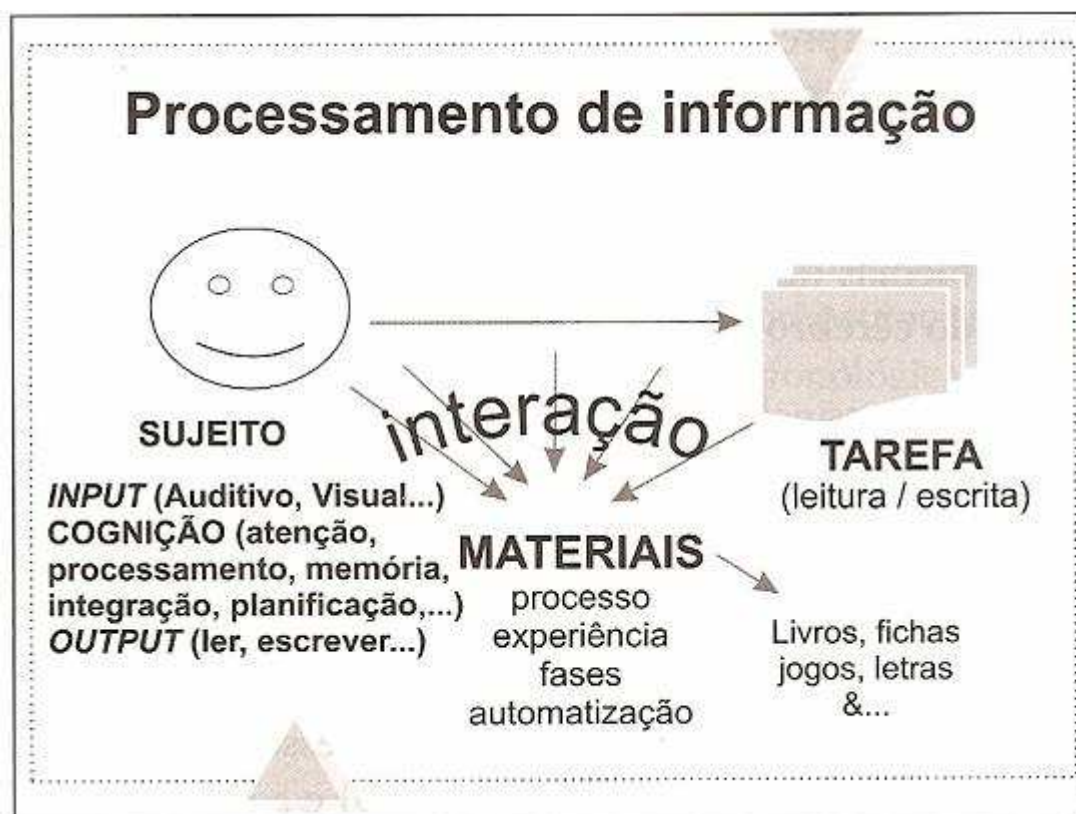 Processamento de informação
interação
SUJEITO
INPUT (Auditivo, Visual...)
COGNIÇÃO (atenção,
processamento, memória,
integração, planificação,...)
OUTPUT (ler, escrever...)
MATERIAIS
processo
experiência
fases
automatização
TAREFA
(leitura / escrita)
Livros, fichas
jogos, letras
&...